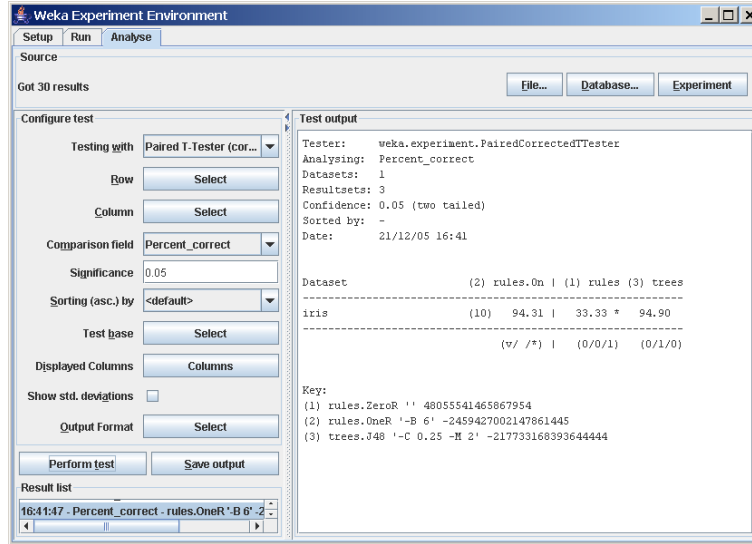 Weka Experiment Environment
Setup Run Analyse
Source
Got 30 results
File... Database... Experiment
Configure test
Testing with Paired T-Tester (cor...
Row Select
Column Select
Comparison field Percent_correct
Significance 0.05
Sorting (asc.) by <default>
Test base Select
Displayed Columns Columns
Show std. deviations
Output Format Select
Perform test Save output
Result list
16:41:47 - Percent_correct - rules.OneR '-B 6' -2
Test output
Tester: weka.experiment.PairedCorrectedTTester
Analysing: Percent_correct
Datasets: 1
Resultsets: 3
Confidence: 0.05 (two tailed)
Sorted by: -
Date: 21/12/05 16:41
Dataset (2) rules.On | (1) rules (3) trees
--------------------------------------------------------------
iris (10) 94.31 | 33.33 * 94.90
--------------------------------------------------------------
(v/ /*) | (0/0/1) (0/1/0)
Key:
(1) rules.ZeroR '' 48055541465867954
(2) rules.OneR '-B 6' -2459427002147861445
(3) trees.J48 '-C 0.25 -M 2' -217733168393644444